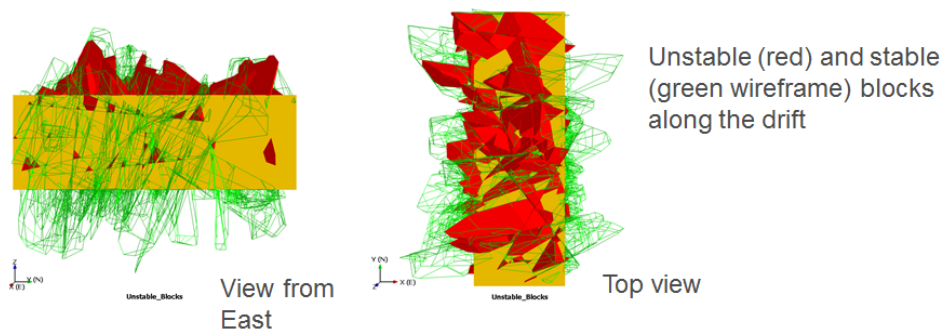 Unstable (red) and stable
(green wireframe) blocks
along the drift
Z
Y (N)
X (E)
Unstable_Blocks
View from
East
Y (N)
X (E)
Z
Unstable_Blocks
Top view